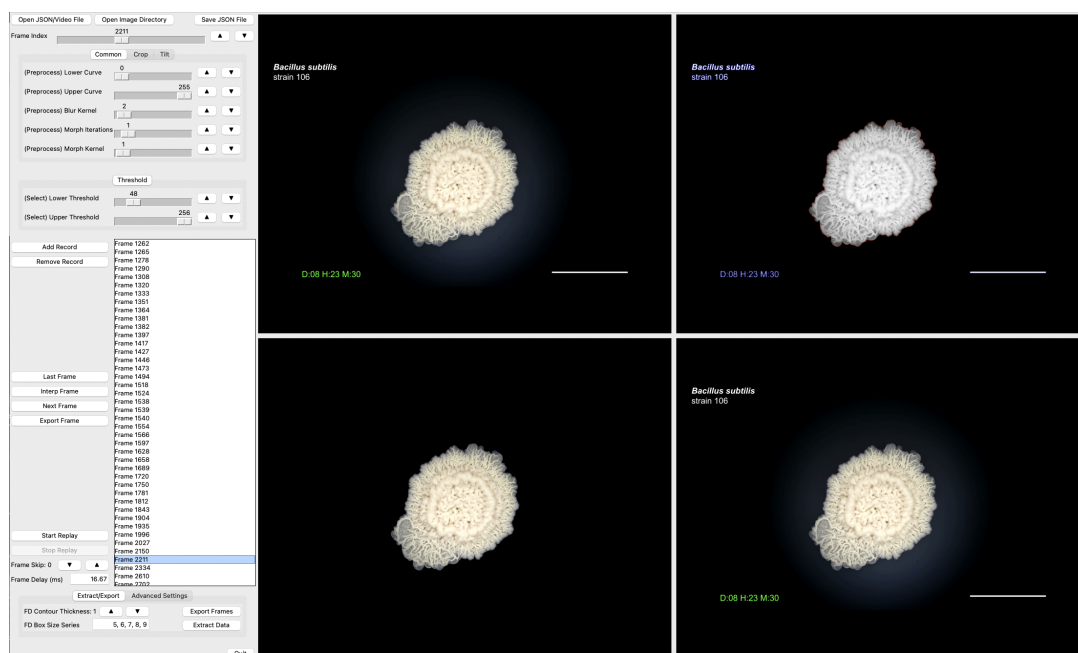 Open JSON/Video File Open Image Directory Save JSON File
Frame Index 2211 ▲ ▼
Common Crop Tilt
(Preprocess) Lower Curve 0 ▲ ▼
(Preprocess) Upper Curve 255 ▲ ▼
(Preprocess) Blur Kernel 2 ▲ ▼
(Preprocess) Morph Iterations 1 ▲ ▼
(Preprocess) Morph Kernel 1 ▲ ▼
Threshold
(Select) Lower Threshold 48 ▲ ▼
(Select) Upper Threshold 256 ▲ ▼
Add Record
Remove Record
Last Frame
Interp Frame
Next Frame
Export Frame
Start Replay
Stop Replay
Frame Skip: 0 ▼ ▲
Frame Delay (ms) 16.67
Frame 1262
Frame 1265
Frame 1278
Frame 1290
Frame 1308
Frame 1320
Frame 1333
Frame 1351
Frame 1364
Frame 1381
Frame 1382
Frame 1397
Frame 1417
Frame 1427
Frame 1446
Frame 1473
Frame 1494
Frame 1518
Frame 1524
Frame 1538
Frame 1539
Frame 1540
Frame 1554
Frame 1566
Frame 1597
Frame 1628
Frame 1658
Frame 1689
Frame 1720
Frame 1750
Frame 1781
Frame 1812
Frame 1843
Frame 1904
Frame 1935
Frame 1996
Frame 2027
Frame 2150
Frame 2211
Frame 2334
Frame 2610
Frame 2702
Extract/Export Advanced Settings
FD Contour Thickness: 1 ▲ ▼ Export Frames
FD Box Size Series 5, 6, 7, 8, 9 Extract Data
Quit
Bacillus subtilis
strain 106
D:08 H:23 M:30
Bacillus subtilis
strain 106
D:08 H:23 M:30
Bacillus subtilis
strain 106
D:08 H:23 M:30